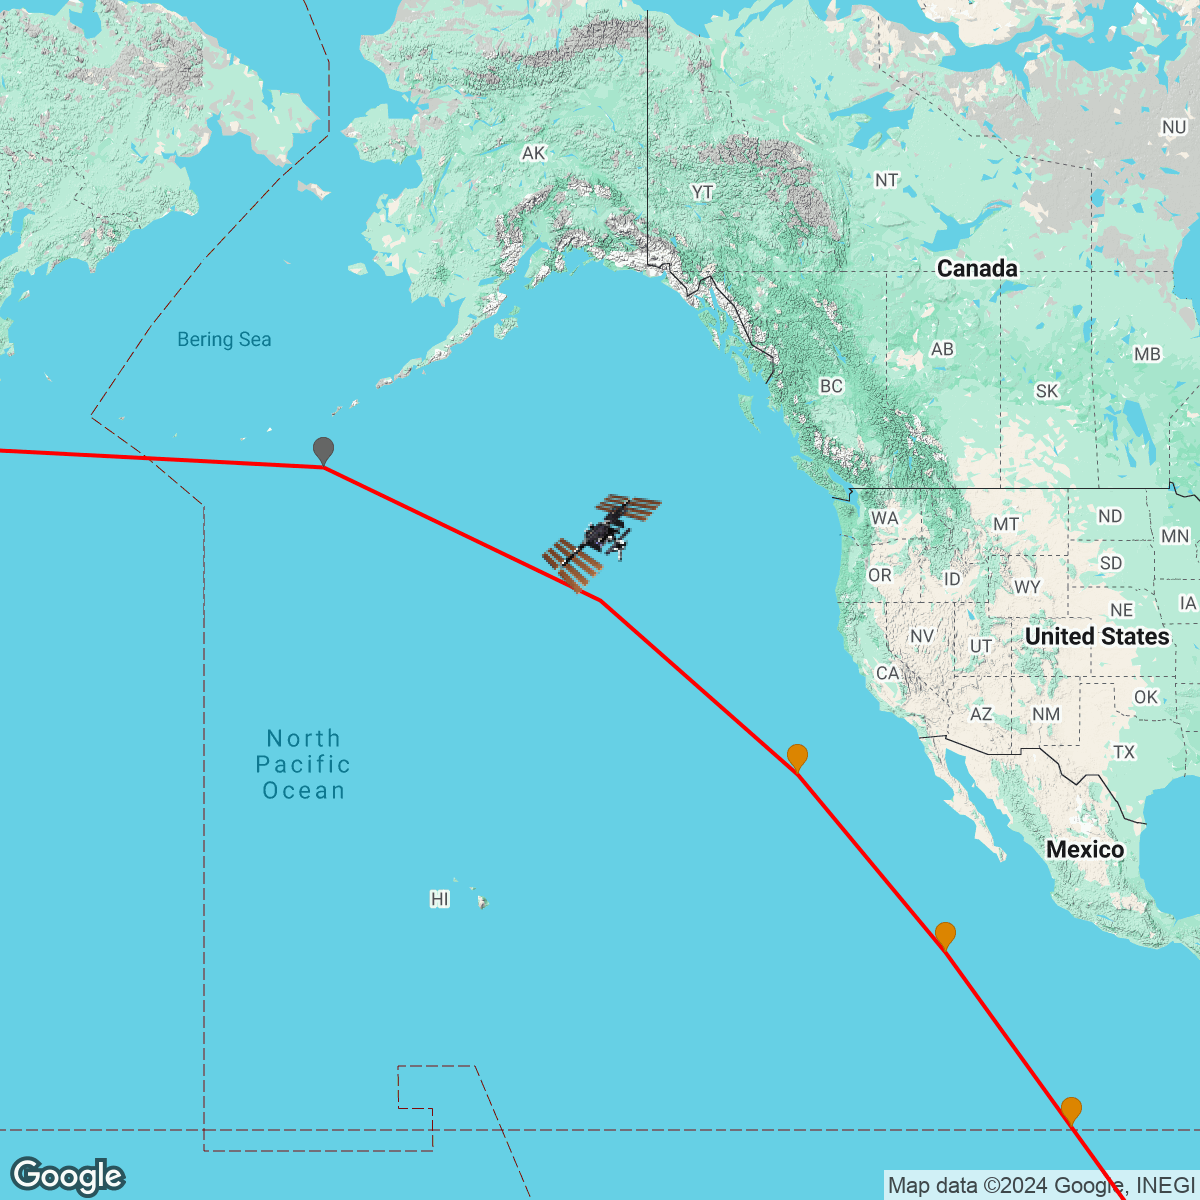 NU
AK
YT
NT
Canada
Bering Sea
AB
MB
BC
SK
WA
MT
ND
MN
OR
ID
WY
SD
NE
IA
NV
UT
United States
CA
OK
AZ
NM
TX
North
Pacific
Ocean
Mexico
HI
Google
Map data ©2024 Google, INEGI